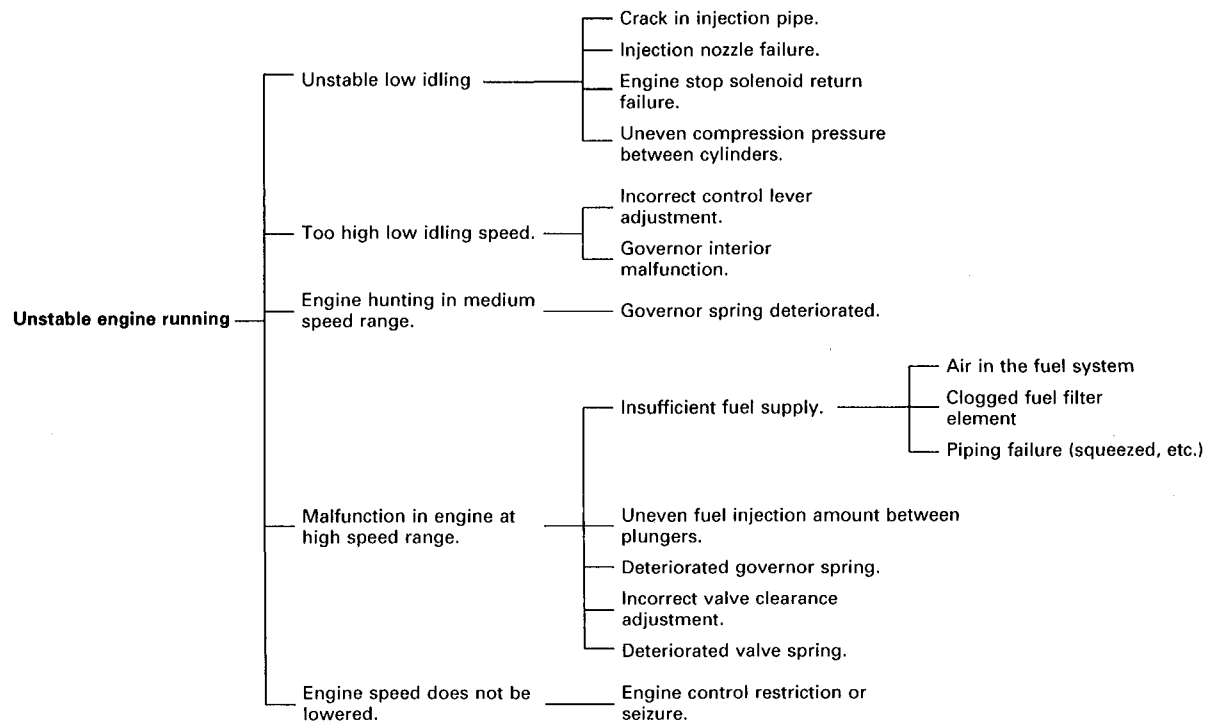 Unstable engine running
Unstable low idling
Crack in injection pipe.
Injection nozzle failure.
Engine stop solenoid return
failure.
Uneven compression pressure
between cylinders.
Too high low idling speed.
Incorrect control lever
adjustment.
Governor interior
malfunction.
Engine hunting in medium
speed range.
Governor spring deteriorated.
Malfunction in engine at
high speed range.
Insufficient fuel supply.
Air in the fuel system
Clogged fuel filter
element
Piping failure (squeezed, etc.)
Uneven fuel injection amount between
plungers.
Deteriorated governor spring.
Incorrect valve clearance
adjustment.
Deteriorated valve spring.
Engine speed does not be
lowered.
Engine control restriction or
seizure.